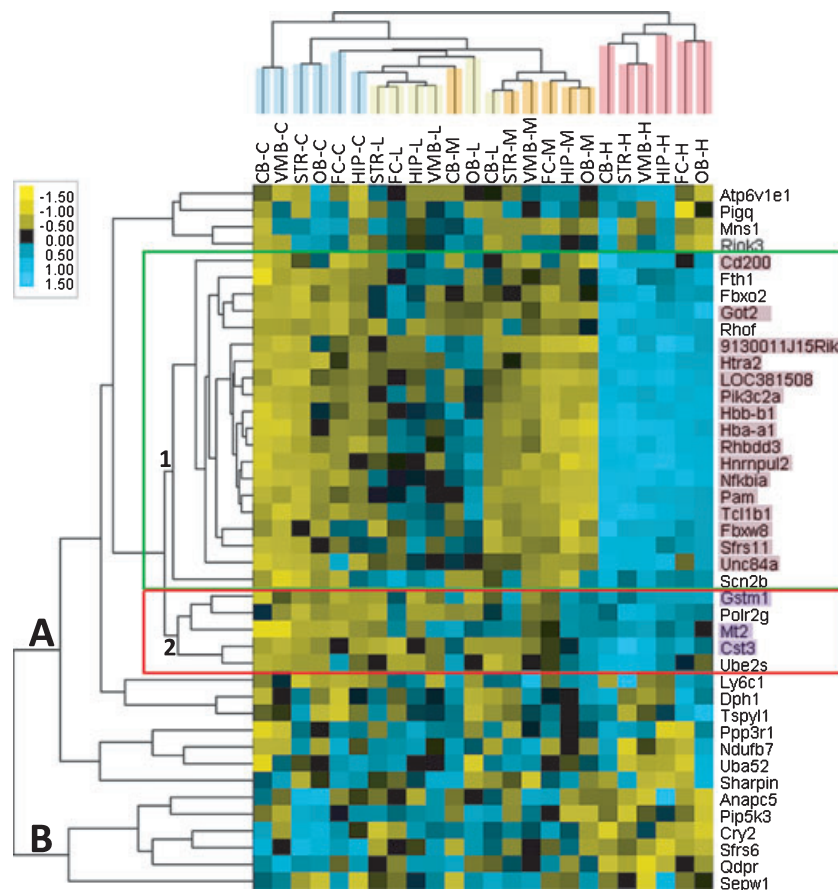 CB-C
VMB-C
STR-C
OB-C
FC-C
HIP-C
STR-L
FC-L
HIP-L
VMB-L
CB-M
OB-L
CB-L
STR-M
VMB-M
FC-M
HIP-M
OB-M
CB-H
STR-H
VMB-H
HIP-H
FC-H
OB-H
-1.50
-1.00
-0.50
0.00
0.50
1.00
1.50
Atp6v1e1
Pigq
Mns1
Riok3
Cd200
Fth1
Fbxo2
Got2
Rhof
9130011J15Rik
Htra2
LOC381508
Pik3c2a
Hbb-b1
Hba-a1
Rhbdd3
1
Hnrnpul2
Nfkbia
Pam
Tcl1b1
Fbxw8
Sfrs11
Unc84a
Scn2b
Gstm1
Polr2g
A
Mt2
2
Cst3
Ube2s
Ly6c1
Dph1
Tspyl1
Ppp3r1
Ndufb7
Uba52
Sharpin
Anapc5
Pip5k3
B
Cry2
Sfrs6
Qdpr
Sepw1